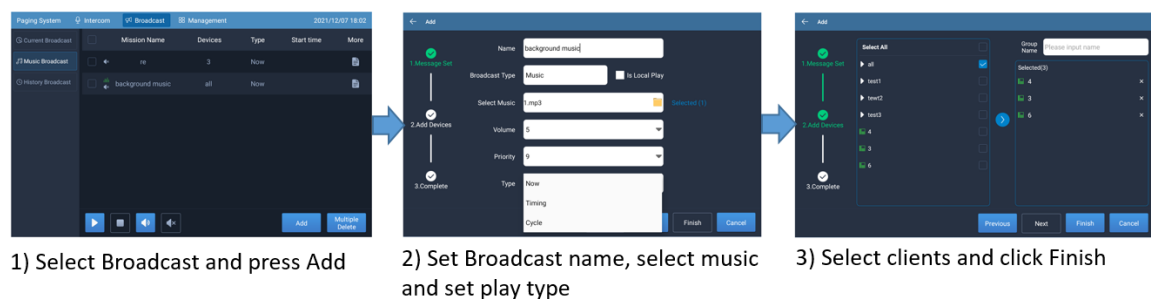 Paging System Intercom Broadcast Management 2021/12/07 18:02
Current Broadcast Mission Name Devices Type Start time More
Music Broadcast re 3 Now
History Broadcast background music all Now
Add Multiple Delete
1) Select Broadcast and press Add
Add
1.Message Set
2.Add Devices
3.Complete
Name background music
Broadcast Type Music Is Local Play
Select Music 1.mp3 Selected (1)
Volume 5
Priority 9
Type Now
Timing
Cycle
Finish Cancel
2) Set Broadcast name, select music
and set play type
Add
1.Message Set
2.Add Devices
3.Complete
Select All
all
test1
tewt2
test3
4
3
6
Group Name Please input name
Selected(3)
4 ×
3 ×
6 ×
Previous Next Finish Cancel
3) Select clients and click Finish